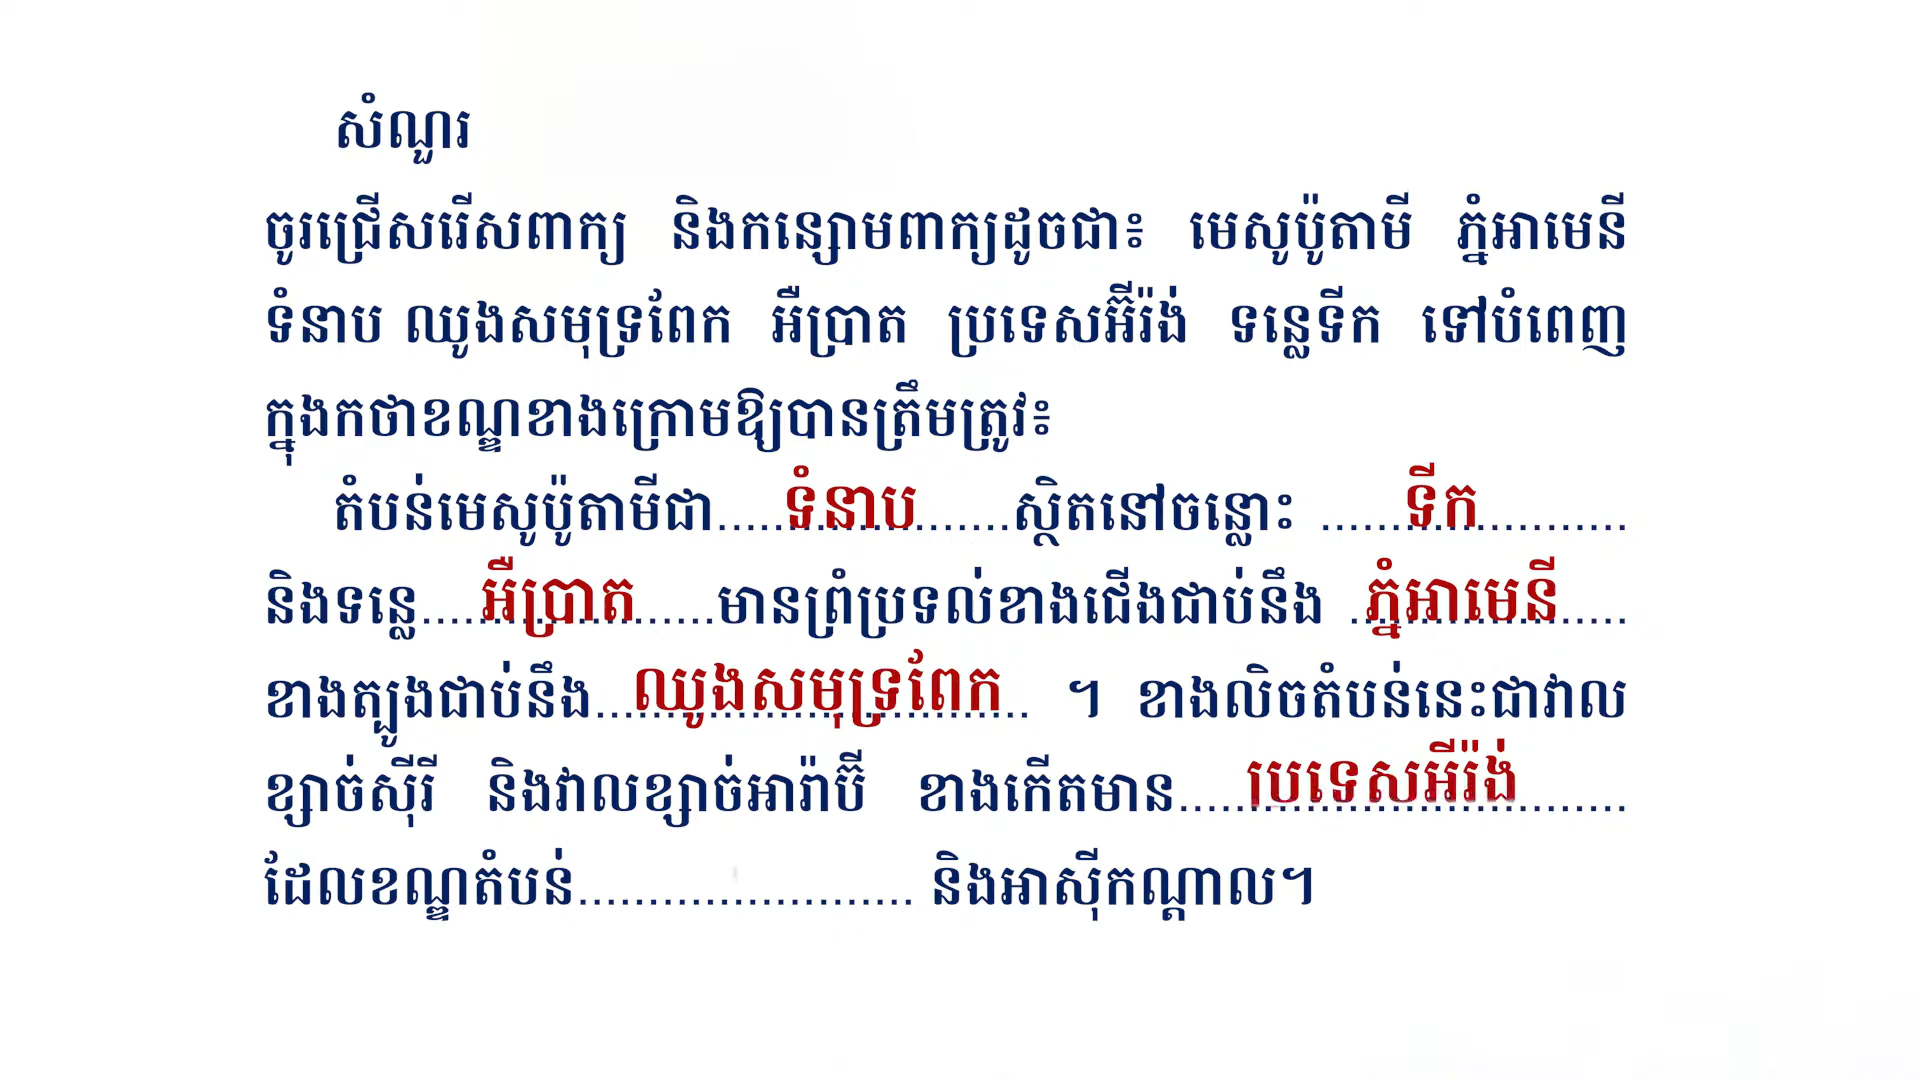 សំណួរ
ចូរជ្រើសរើសពាក្យ និងកន្សោមពាក្យដូចជា៖ មេសូប៉ូតាមី ភ្នំអាមេនី
ទំនាប ឈូងសមុទ្រពែក អឺប្រាត ប្រទេសអ៊ីរ៉ង់ ទន្លេទីក ទៅបំពេញ
ក្នុងកថាខណ្ឌខាងក្រោមឱ្យបានត្រឹមត្រូវ៖
តំបន់មេសូប៉ូតាមីជា.....ទំនាប.......ស្ថិតនៅចន្លោះ ......ទីក...........
និងទន្លេ....អឺប្រាត......មានព្រំប្រទល់ខាងជើងជាប់នឹង .ភ្នំអាមេនី.....
ខាងត្បូងជាប់នឹង...ឈូងសមុទ្រពែក.. ។ ខាងលិចតំបន់នេះជាវាល
ខ្សាច់ស៊ីរី និងវាលខ្សាច់អារ៉ាប៊ី ខាងកើតមាន.....ប្រទេសអីរ៉ង់........
ដែលខណ្ឌតំបន់........................ និងអាស៊ីកណ្ដាល។